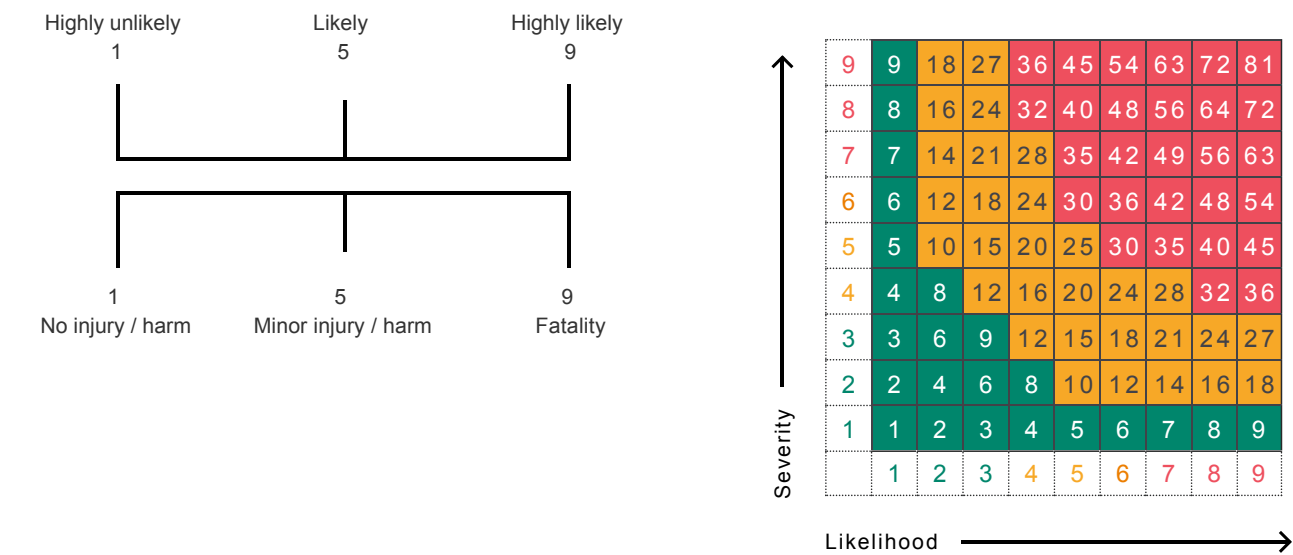 Highly unlikely Likely Highly likely
1 5 9
1 5 9
No injury / harm Minor injury / harm Fatality
9 9 18 27 36 45 54 63 72 81
8 8 16 24 32 40 48 56 64 72
7 7 14 21 28 35 42 49 56 63
6 6 12 18 24 30 36 42 48 54
5 5 10 15 20 25 30 35 40 45
4 4 8 12 16 20 24 28 32 36
3 3 6 9 12 15 18 21 24 27
2 2 4 6 8 10 12 14 16 18
1 1 2 3 4 5 6 7 8 9
1 2 3 4 5 6 7 8 9
Severity
Likelihood